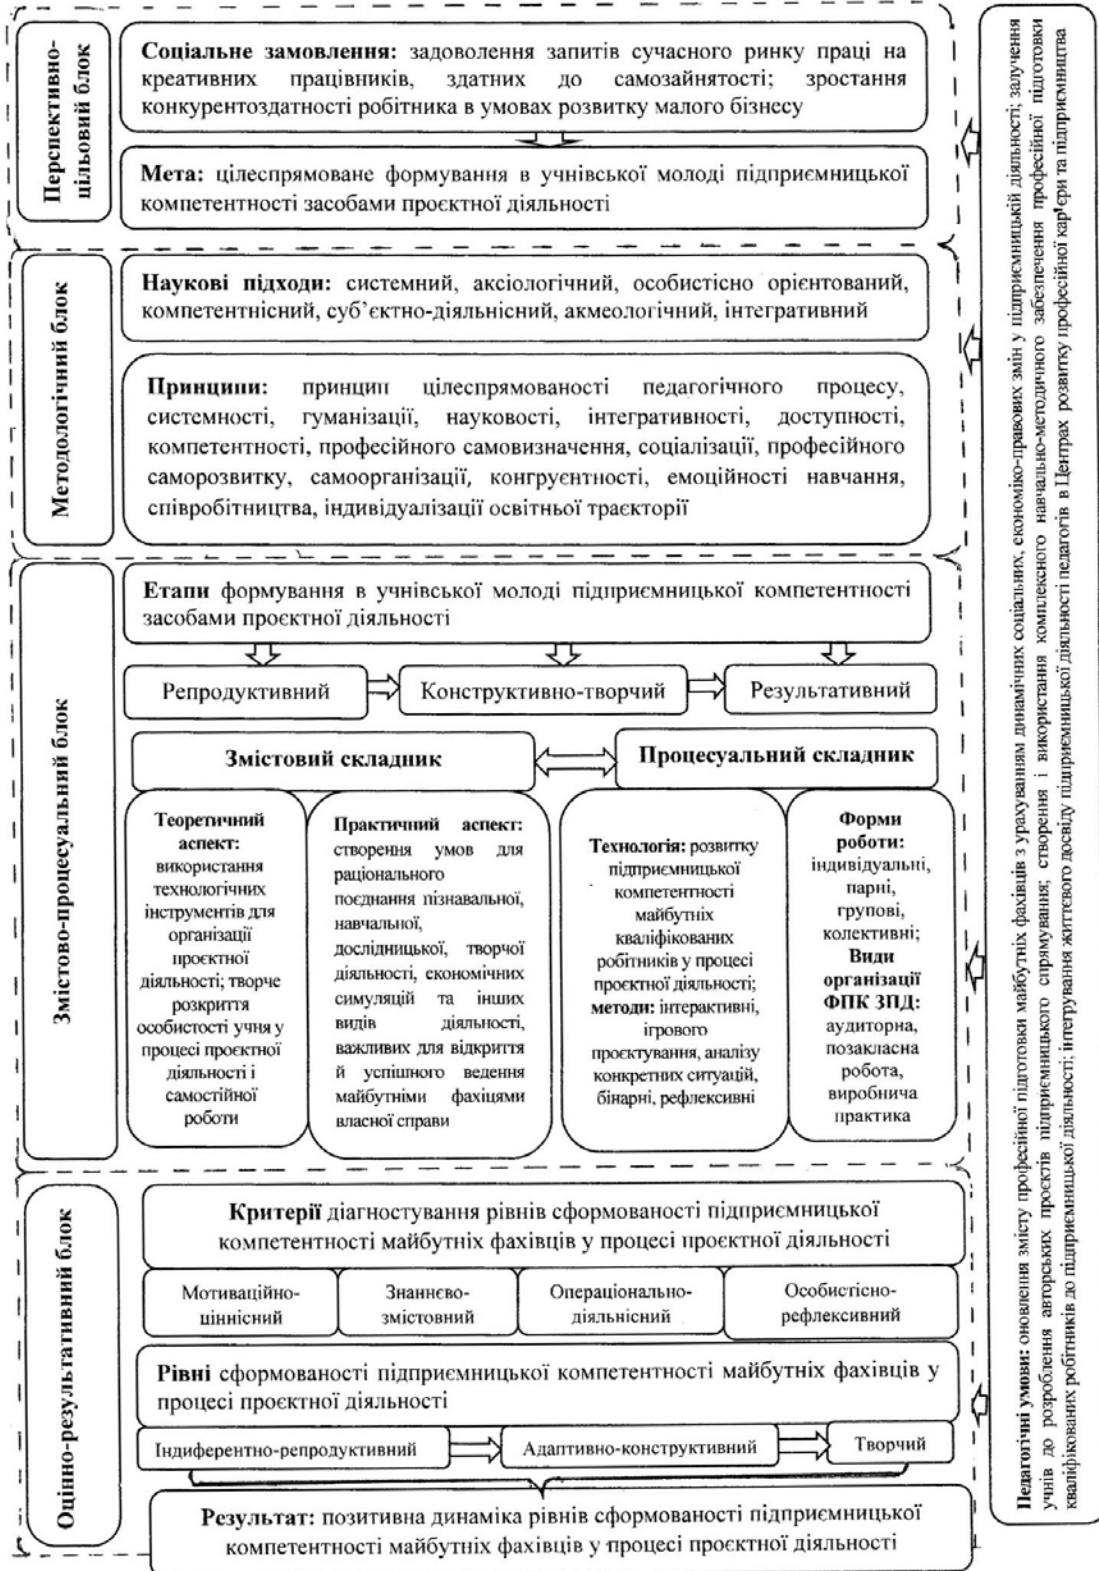 Перспективно-
цільовий блок
Соціальне замовлення: задоволення запитів сучасного ринку праці на
креативних працівників, здатних до самозайнятості; зростання
конкурентоздатності робітника в умовах розвитку малого бізнесу
Мета: цілеспрямоване формування в учнівської молоді підприємницької
компетентності засобами проєктної діяльності
Методологічний блок
Наукові підходи: системний, аксіологічний, особистісно орієнтований,
компетентнісний, суб’єктно-діяльнісний, акмеологічний, інтегративний
Принципи: принцип цілеспрямованості педагогічного процесу,
системності, гуманізації, науковості, інтегративності, доступності,
компетентності, професійного самовизначення, соціалізації, професійного
саморозвитку, самоорганізації, конгруентності, емоційності навчання,
співробітництва, індивідуалізації освітньої траєкторії
Змістово-процесуальний блок
Етапи формування в учнівської молоді підприємницької компетентності
засобами проєктної діяльності
Репродуктивний
Конструктивно-творчий
Результативний
Змістовий складник
Процесуальний складник
Теоретичний
аспект:
використання
технологічних
інструментів для
організації
проєктної
діяльності; творче
розкриття
особистості учня у
процесі проєктної
діяльності і
самостійної
роботи
Практичний аспект:
створення умов для
раціонального
поєднання пізнавальної,
навчальної,
дослідницької, творчої
діяльності, економічних
симуляцій та інших
видів діяльності,
важливих для відкриття
й успішного ведення
майбутніми фахіцями
власної справи
Технологія: розвитку
підприємницької
компетентності
майбутніх
кваліфікованих
робітників у процесі
проєктної діяльності;
методи: інтерактивні,
ігрового
проєктування, аналізу
конкретних ситуацій,
бінарні, рефлексивні
Форми
роботи:
індивідуальні,
парні,
групові,
колективні;
Види
організації
ФПК ЗПД:
аудиторна,
позакласна
робота,
виробнича
практика
Оцінно-результативний блок
Критерії діагностування рівнів сформованості підприємницької
компетентності майбутніх фахівців у процесі проєктної діяльності
Мотиваційно-
ціннісний
Знаннєво-
змістовний
Операціонально-
діяльнісний
Особистісно-
рефлексивний
Рівні сформованості підприємницької компетентності майбутніх фахівців у
процесі проєктної діяльності
Індиферентно-репродуктивний
Адаптивно-конструктивний
Творчий
Результат: позитивна динаміка рівнів сформованості підприємницької
компетентності майбутніх фахівців у процесі проєктної діяльності
Педагогічні умови: оновлення змісту професійної підготовки майбутніх фахівців з урахуванням динамічних соціальних, економіко-правових змін у підприємницькій діяльності; залучення
учнів до розроблення авторських проєктів підприємницького спрямування; створення і використання комплексного навчально-методичного забезпечення професійної підготовки
кваліфікованих робітників до підприємницької діяльності; інтегрування життєвого досвіду підприємницької діяльності педагогів в Центрах розвитку професійної кар'єри та підприємництва